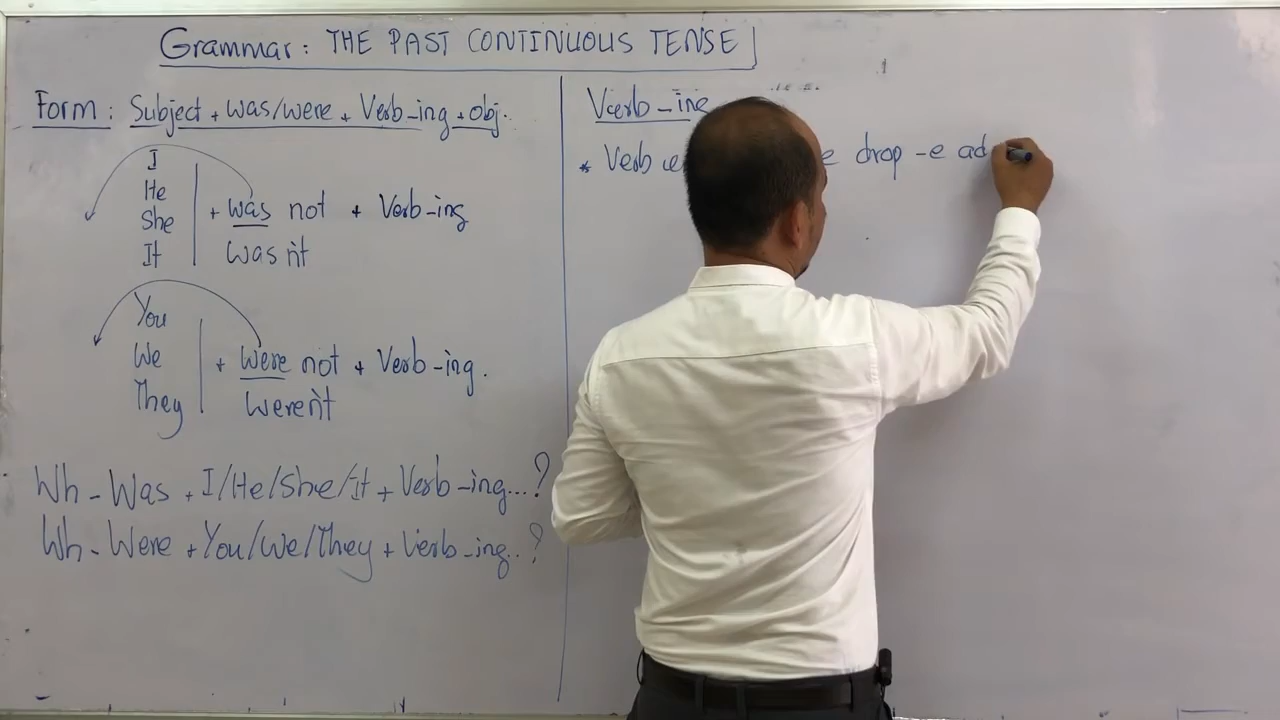 Grammar: THE PAST CONTINUOUS TENSE
Form: Subject + was/were + Verb-ing + obj.
I
He
She
It
+ was not + Verb-ing
wasn't
You
We
They
+ were not + Verb-ing.
weren't
Wh - Was + I/He/She/It + Verb-ing...?
Wh - Were + You/We/They + Verb-ing..?
Verb-ing
* Verb e drop -e ad